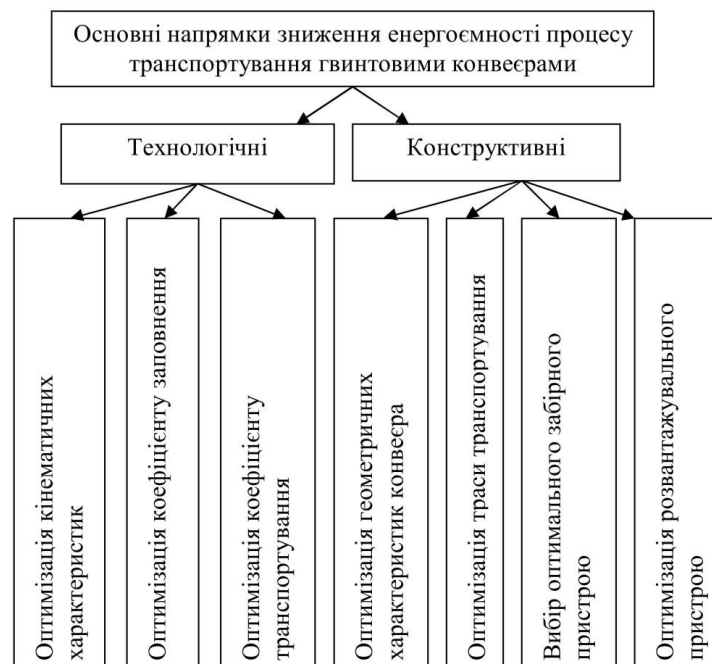 Основні напрямки зниження енергоємності процесу
транспортування гвинтовими конвеєрами
Технологічні
Конструктивні
Оптимізація кінематичних
характеристик
Оптимізація коефіцієнту заповнення
Оптимізація коефіцієнту
транспортування
Оптимізація геометричних
характеристик конвеєра
Оптимізація траси транспортування
Вибір оптимального забірного
пристрою
Оптимізація розвантажувального
пристрою